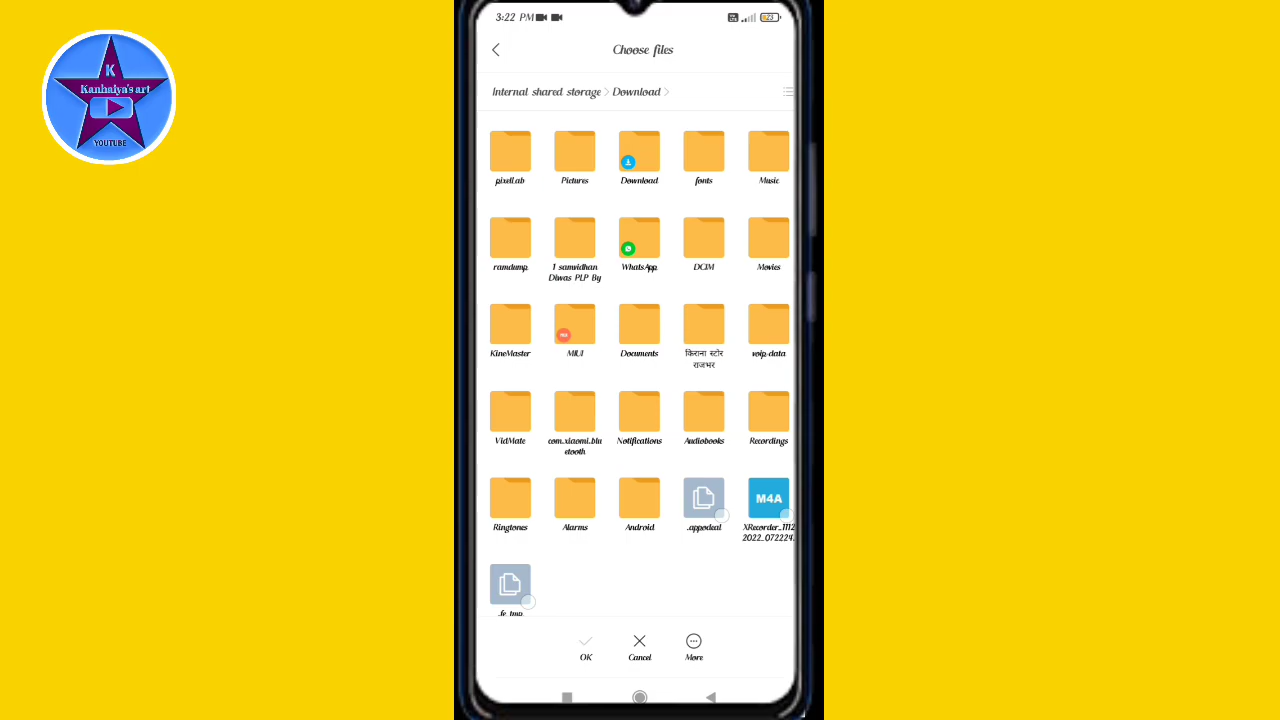 K
Kanhaiya's art
YOUTUBE
3:22 PM
23
Choose files
Internal shared storage
Download
pixelLab
Pictures
Download
fonts
Music
ramdump
1 samvidhan
Diwas PLP By
WhatsApp
DCIM
Movies
KineMaster
MIUI
Documents
किराना स्टोर
राजभर
voip-data
VidMate
com.xiaomi.blu
etooth
Notifications
Audiobooks
Recordings
Ringtones
Alarms
Android
.appodeal
M4A
XRecorder_1112
2022_072224.
.fe_tmp
OK
Cancel
More